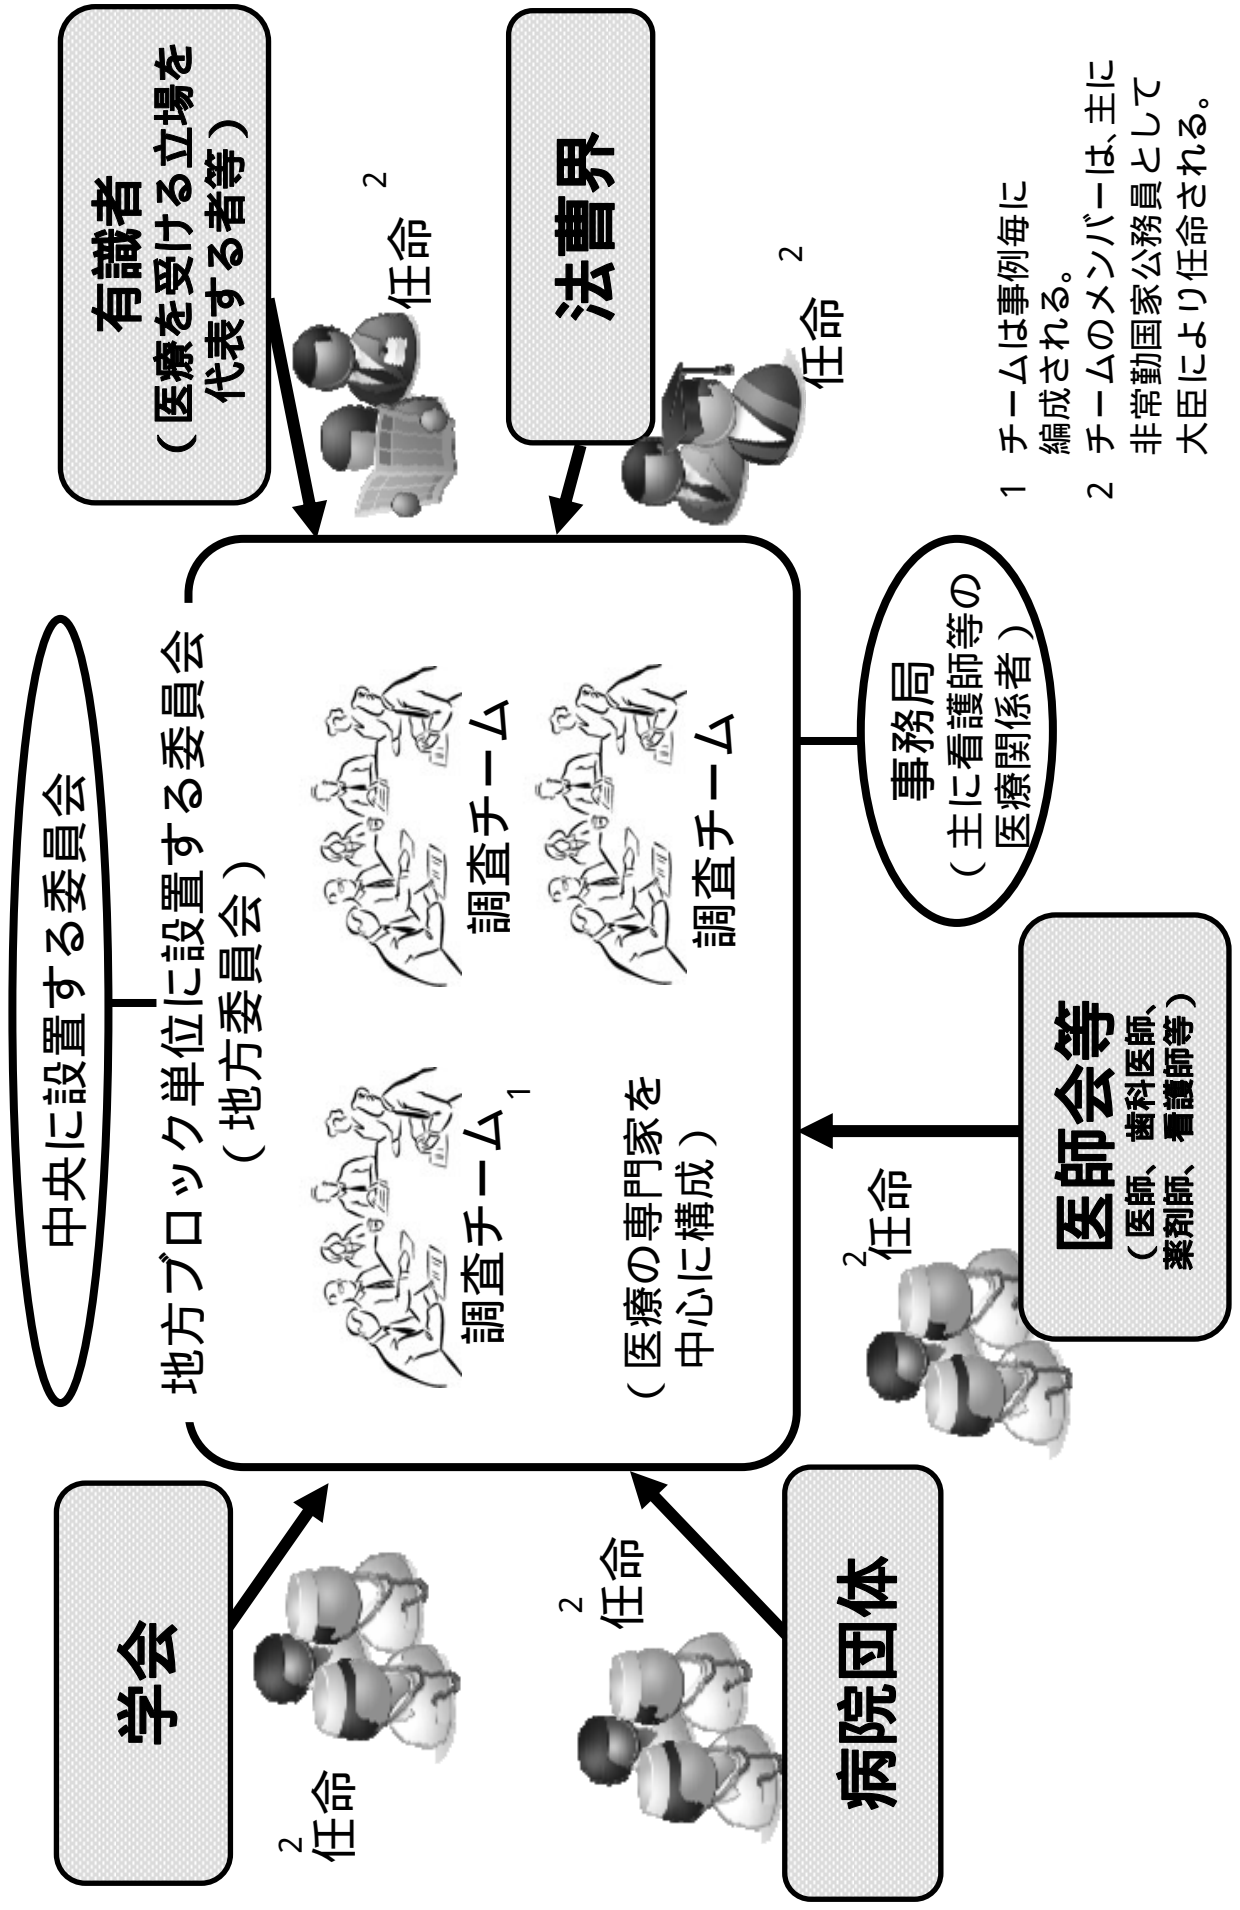 中央に設置する委員会
地方ブロック単位に設置する委員会
（地方委員会）
学会
2
任命
有識者
（医療を受ける立場を
代表する者等）
2
任命
調査チーム
1
調査チーム
調査チーム
（医療の専門家を
中心に構成）
法曹界
2
任命
病院団体
2
任命
医師会等
（医師、歯科医師、
薬剤師、看護師等）
2
任命
事務局
（主に看護師等の
医療関係者）
1 チームは事例毎に
編成される。
2 チームのメンバーは、主に
非常勤国家公務員として
大臣により任命される。